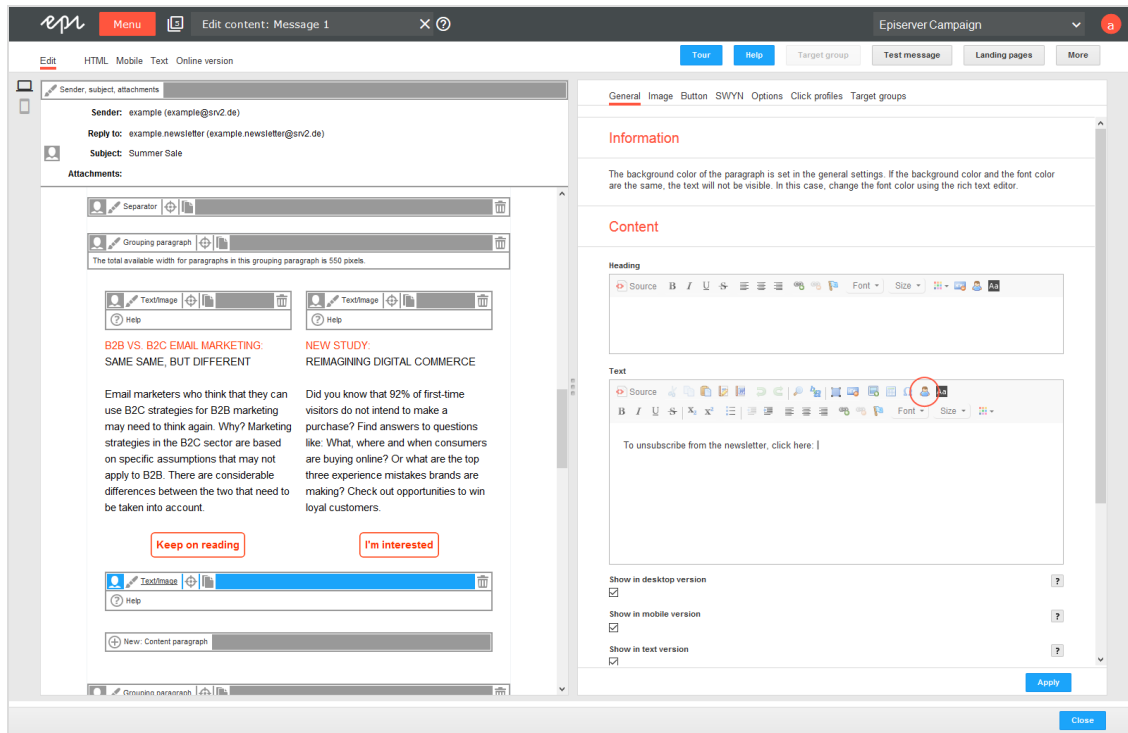 epi
Menu
5
Edit content: Message 1
Episerver Campaign
a
Edit HTML Mobile Text Online version
Tour Help Target group Test message Landing pages More
Sender, subject, attachments
Sender: example (example@srv2.de)
Reply to: example.newsletter (example.newsletter@srv2.de)
Subject: Summer Sale
Attachments:
Separator
Grouping paragraph
The total available width for paragraphs in this grouping paragraph is 550 pixels.
Text/Image
? Help
B2B VS. B2C EMAIL MARKETING:
SAME SAME, BUT DIFFERENT
Email marketers who think that they can
use B2C strategies for B2B marketing
may need to think again. Why? Marketing
strategies in the B2C sector are based
on specific assumptions that may not
apply to B2B. There are considerable
differences between the two that need to
be taken into account.
Keep on reading
Text/Image
? Help
NEW STUDY:
REIMAGINING DIGITAL COMMERCE
Did you know that 92% of first-time
visitors do not intend to make a
purchase? Find answers to questions
like: What, where and when consumers
are buying online? Or what are the top
three experience mistakes brands are
making? Check out opportunities to win
loyal customers.
I'm interested
Text/Image
? Help
New: Content paragraph
Grouping paragraph
General Image Button SWYN Options Click profiles Target groups
Information
The background color of the paragraph is set in the general settings. If the background color and the font color
are the same, the text will not be visible. In this case, change the font color using the rich text editor.
Content
Heading
Source B I U S Font Size Aa
Text
Source Ω Aa
B I U S X₂ X² Font Size
To unsubscribe from the newsletter, click here:
Show in desktop version ?
Show in mobile version ?
Show in text version ?
Apply
Close